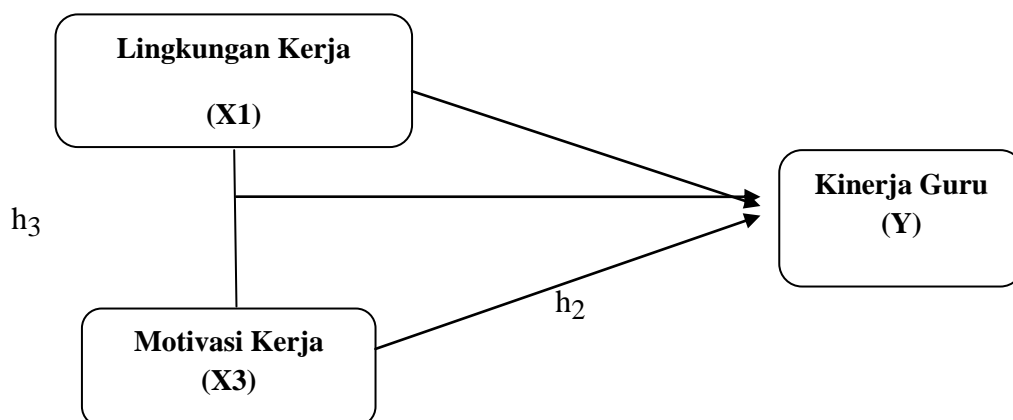 Lingkungan Kerja
(X1)
Kinerja Guru
(Y)
h3
h2
Motivasi Kerja
(X3)